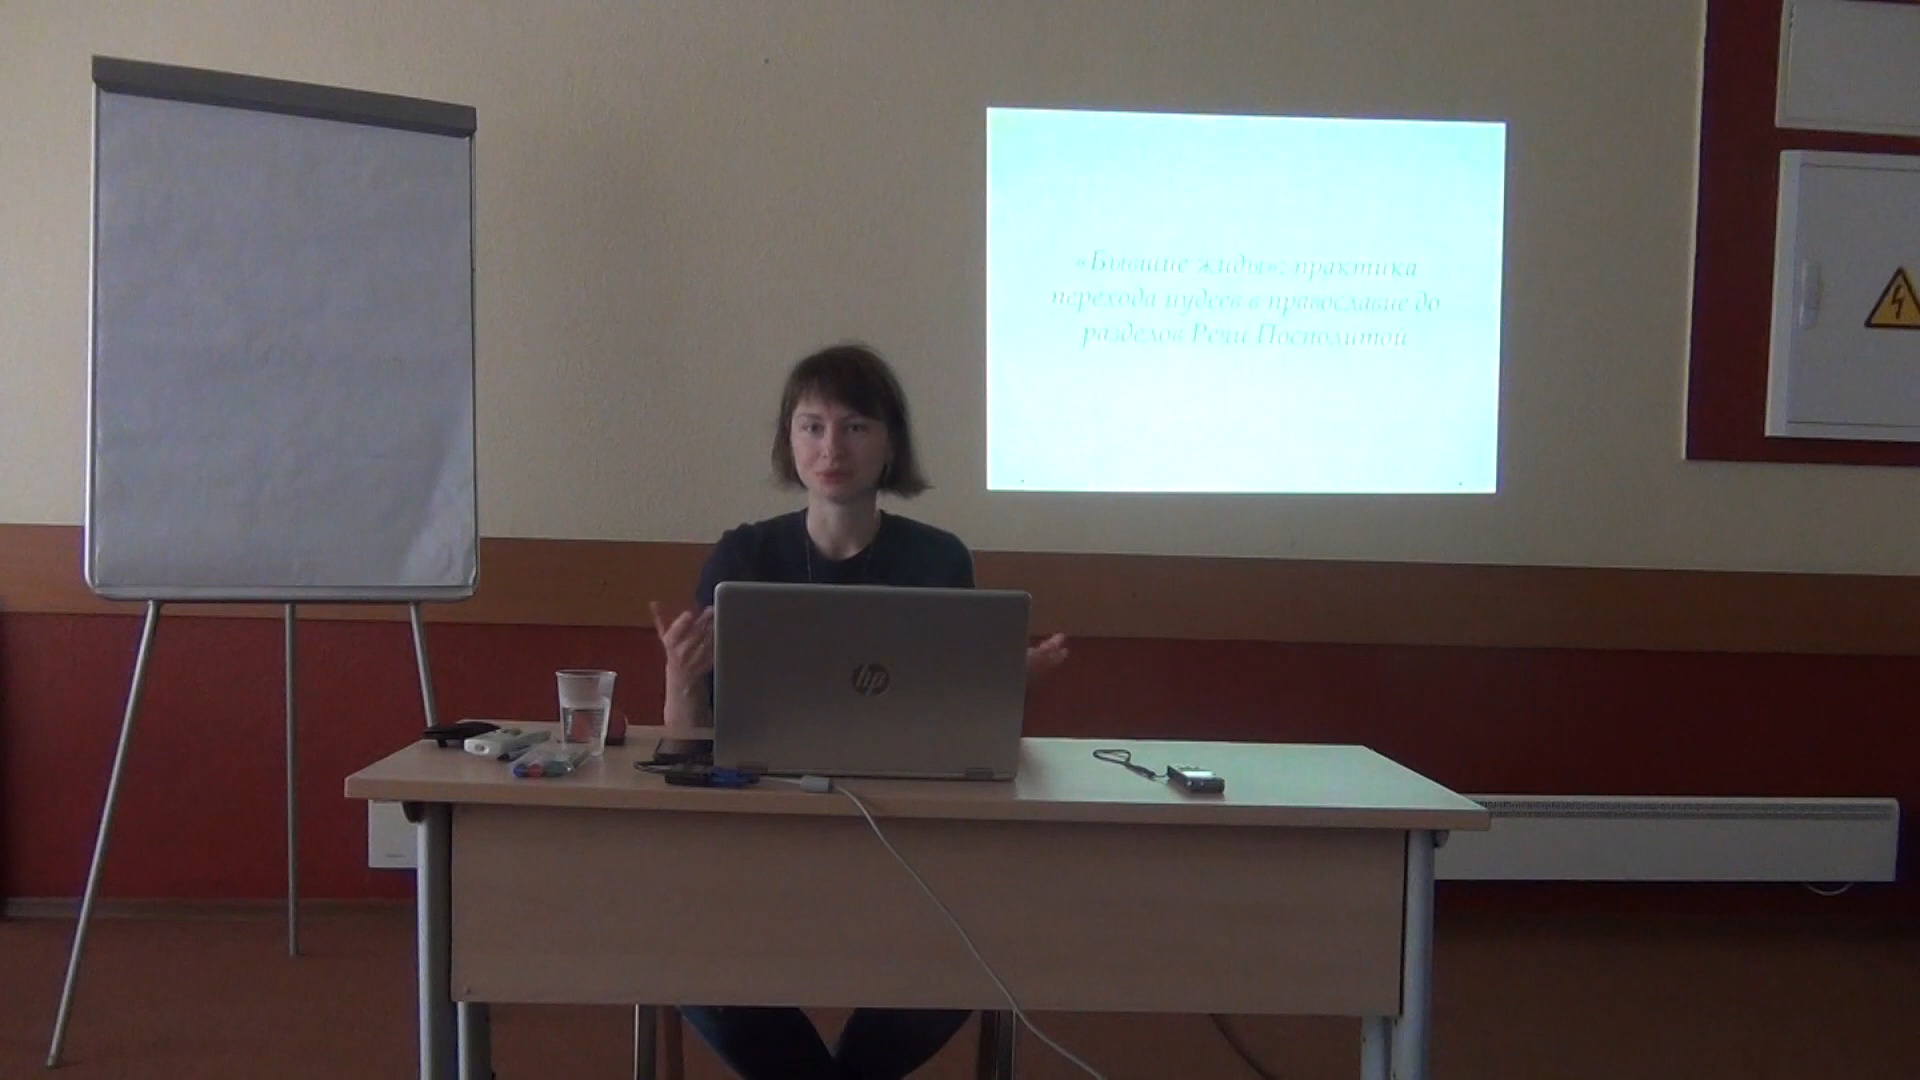 «Бывшие жиды»: практика
перехода иудеев в православие до
разделов Речи Посполитой
hp